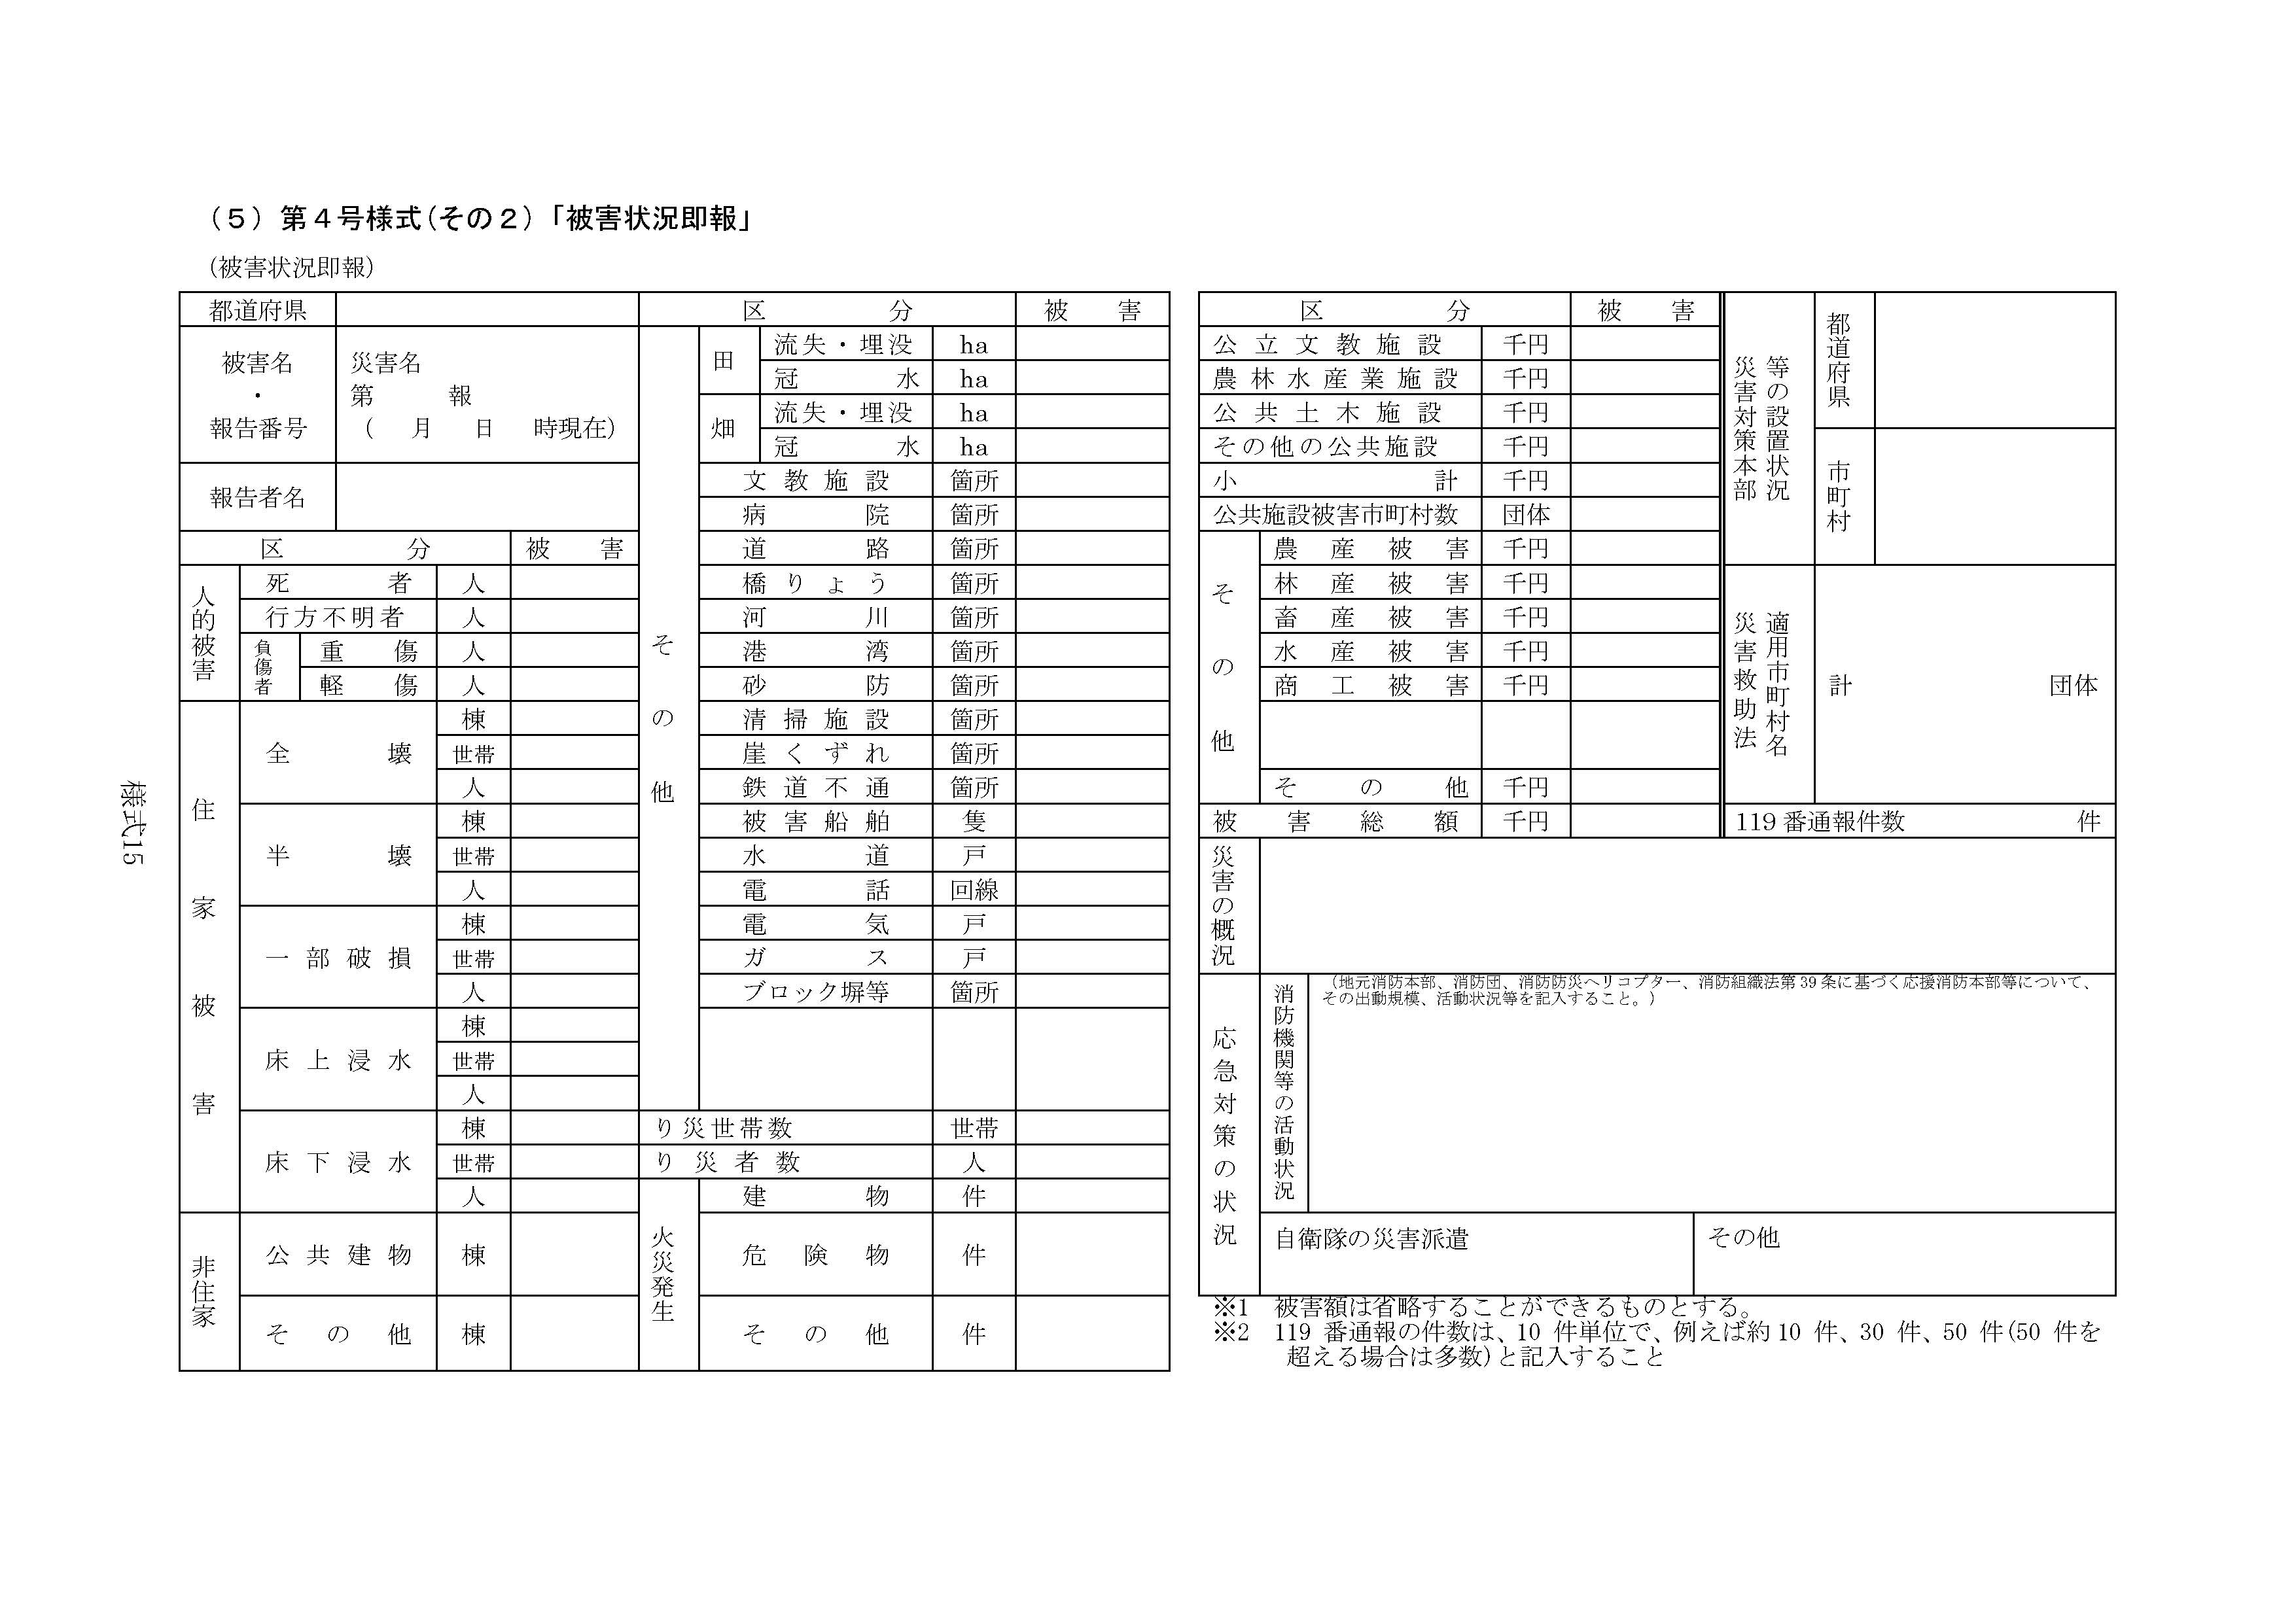 （５）第４号様式（その２）「被害状況即報」
（被害状況即報）
都道府県
被害名
・
報告番号
災害名
第　　　報
（　月　日　時現在）
報告者名
区　　　分　被　害
人的被害
死　　　者　人
行方不明者　人
負傷者
重　　傷　人
軽　　傷　人
住家被害
全　　　壊　棟
世帯
人
半　　　壊　棟
世帯
人
一部破損　棟
世帯
人
床上浸水　棟
世帯
人
床下浸水　棟
世帯
人
非住家
公共建物　棟
その他　棟
区　　　分　被　害
その他
田　流失・埋没　ha
冠　　　水　ha
畑　流失・埋没　ha
冠　　　水　ha
文教施設　箇所
病　　　院　箇所
道　　　路　箇所
橋りょう　箇所
河　　　川　箇所
港　　　湾　箇所
砂　　　防　箇所
清掃施設　箇所
崖くずれ　箇所
鉄道不通　箇所
被害船舶　隻
水　　　道　戸
電　　　話　回線
電　　　気　戸
ガ　　　ス　戸
ブロック塀等　箇所
り災世帯数　世帯
り災者数　人
火災発生
建　　　物　件
危険物　件
その他　件
区　　　分　被　害
公立文教施設　千円
農林水産業施設　千円
公共土木施設　千円
その他の公共施設　千円
小　　　計　千円
公共施設被害市町村数　団体
その他
農産被害　千円
林産被害　千円
畜産被害　千円
水産被害　千円
商工被害　千円
その他　千円
被害総額　千円
災害対策本部
等の設置状況
都道府県
市町村
災害救助法
適用市町村名
計　　　団体
119番通報件数　　　件
災害の概況
応急対策の状況
消防機関等の活動状況
（地元消防本部、消防団、消防防災ヘリコプター、消防組織法第39条に基づく応援消防本部等について、
その出動規模、活動状況等を記入すること。）
自衛隊の災害派遣
その他
※1　被害額は省略することができるものとする。
※2　119 番通報の件数は、10 件単位で、例えば約10 件、30 件、50 件（50 件を
超える場合は多数）と記入すること
様式15